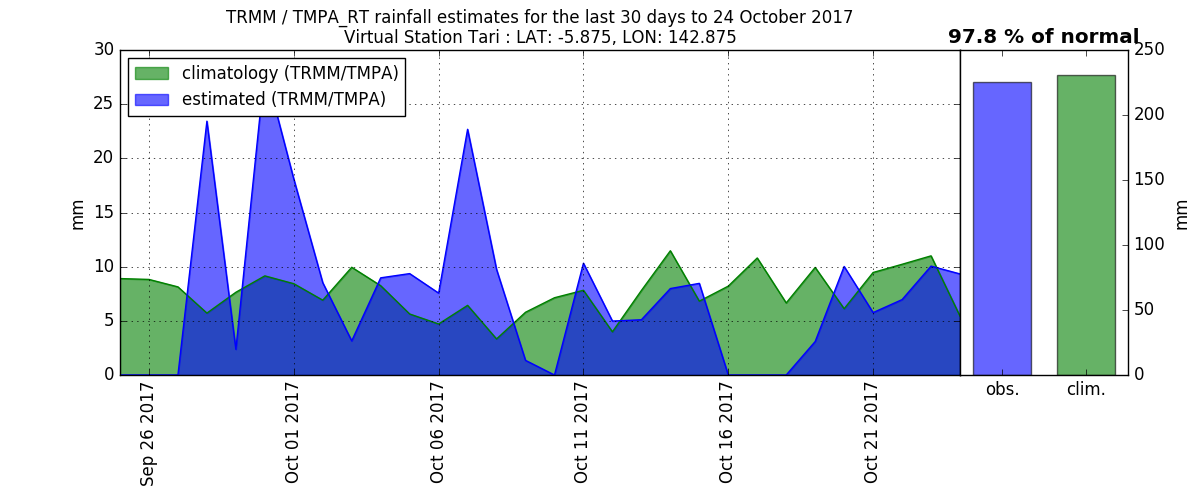 TRMM / TMPA_RT rainfall estimates for the last 30 days to 24 October 2017
Virtual Station Tari : LAT: -5.875, LON: 142.875
97.8 % of normal
climatology (TRMM/TMPA)
estimated (TRMM/TMPA)
30
25
20
15
10
5
0
mm
Sep 26 2017
Oct 01 2017
Oct 06 2017
Oct 11 2017
Oct 16 2017
Oct 21 2017
250
200
150
100
50
0
mm
obs.
clim.